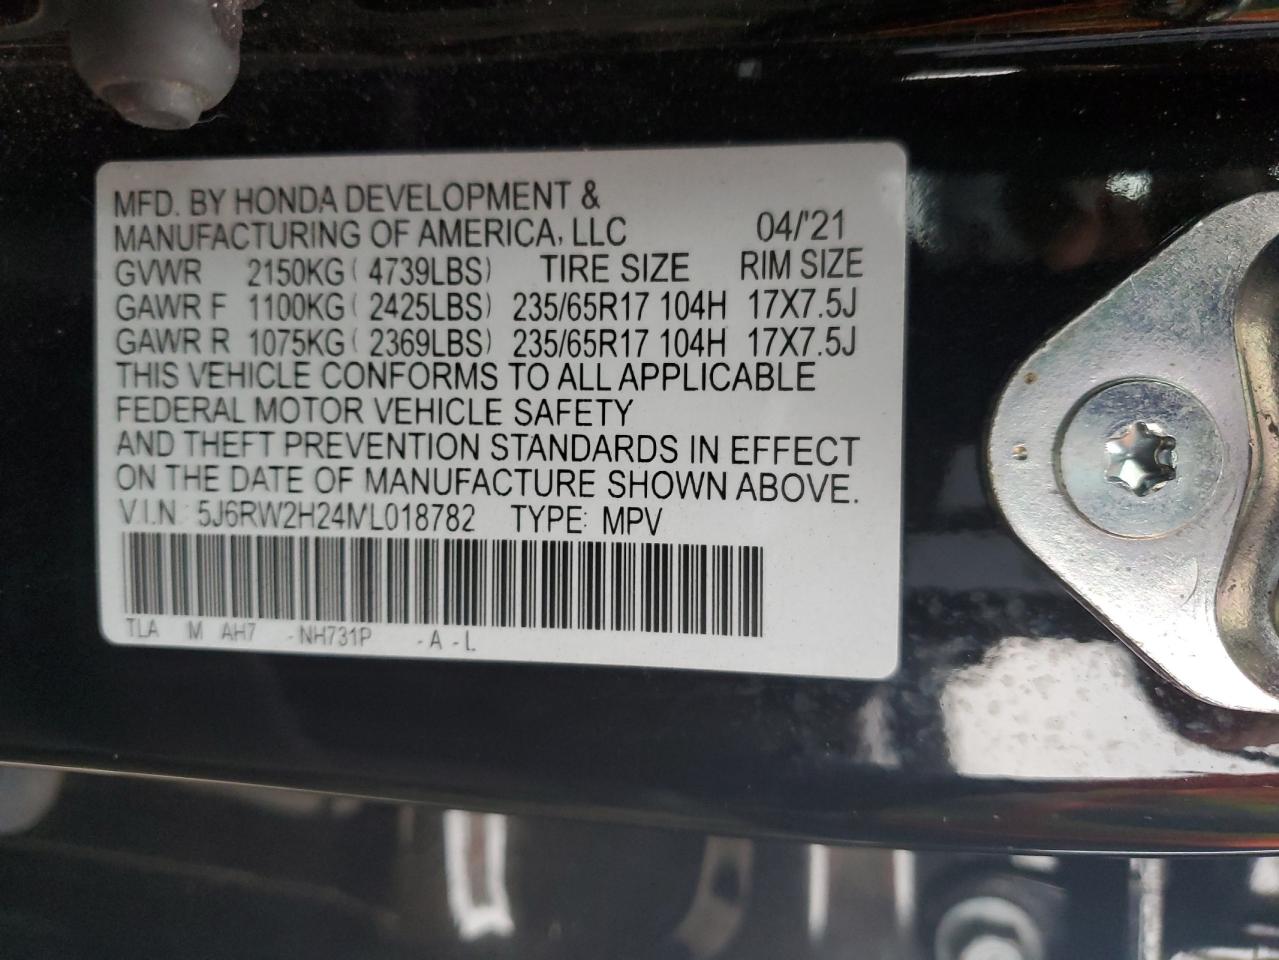 MFD. BY HONDA DEVELOPMENT &
MANUFACTURING OF AMERICA, LLC 04/'21
GVWR 2150KG ( 4739LBS) TIRE SIZE RIM SIZE
GAWR F 1100KG ( 2425LBS) 235/65R17 104H 17X7.5J
GAWR R 1075KG ( 2369LBS) 235/65R17 104H 17X7.5J
THIS VEHICLE CONFORMS TO ALL APPLICABLE
FEDERAL MOTOR VEHICLE SAFETY
AND THEFT PREVENTION STANDARDS IN EFFECT
ON THE DATE OF MANUFACTURE SHOWN ABOVE.
V.I.N. 5J6RW2H24ML018782 TYPE: MPV
TLA M AH7 -NH731P -A -L